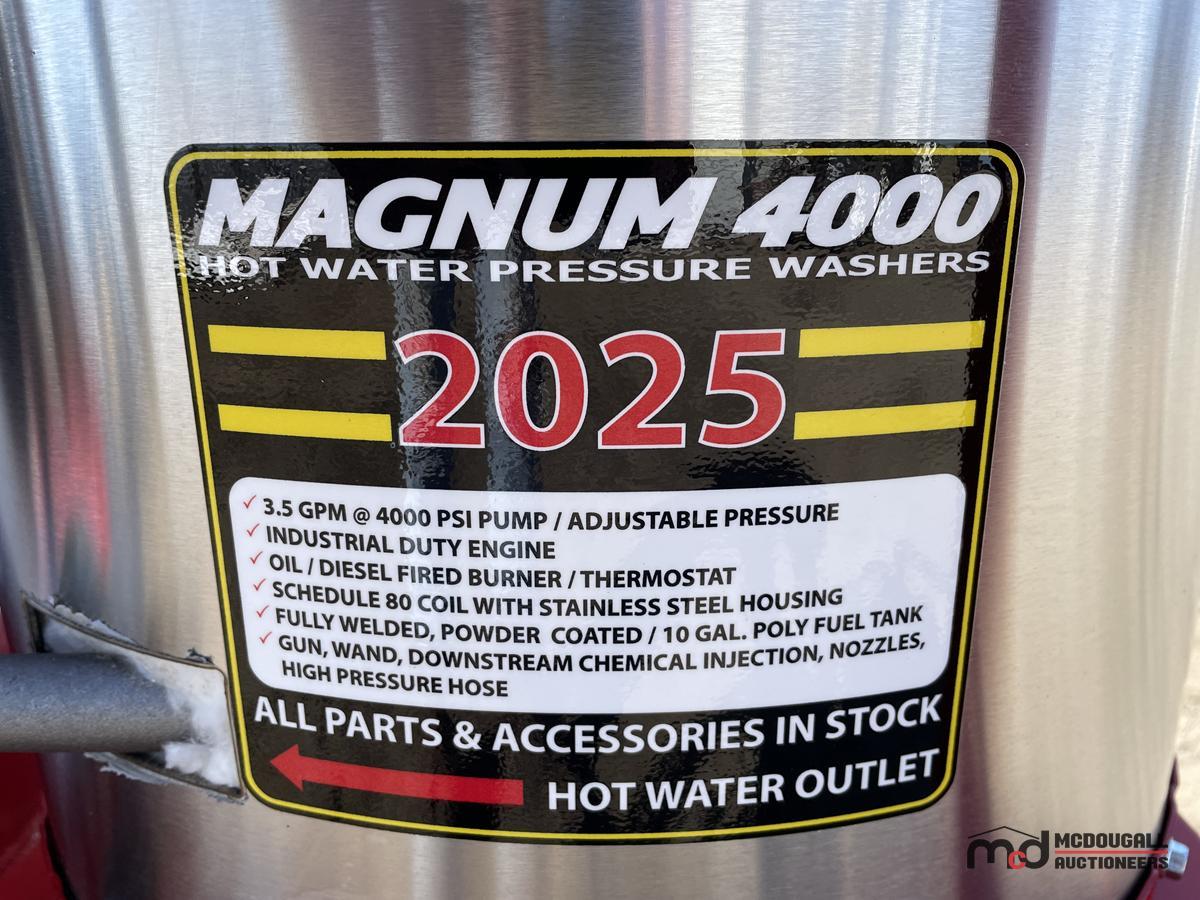 MAGNUM 4000
HOT WATER PRESSURE WASHERS
2025
✓ 3.5 GPM @ 4000 PSI PUMP / ADJUSTABLE PRESSURE
✓ INDUSTRIAL DUTY ENGINE
✓ OIL / DIESEL FIRED BURNER / THERMOSTAT
✓ SCHEDULE 80 COIL WITH STAINLESS STEEL HOUSING
✓ FULLY WELDED, POWDER COATED / 10 GAL. POLY FUEL TANK
✓ GUN, WAND, DOWNSTREAM CHEMICAL INJECTION, NOZZLES,
HIGH PRESSURE HOSE
ALL PARTS & ACCESSORIES IN STOCK
HOT WATER OUTLET
mcd MCDOUGALL
AUCTIONEERS